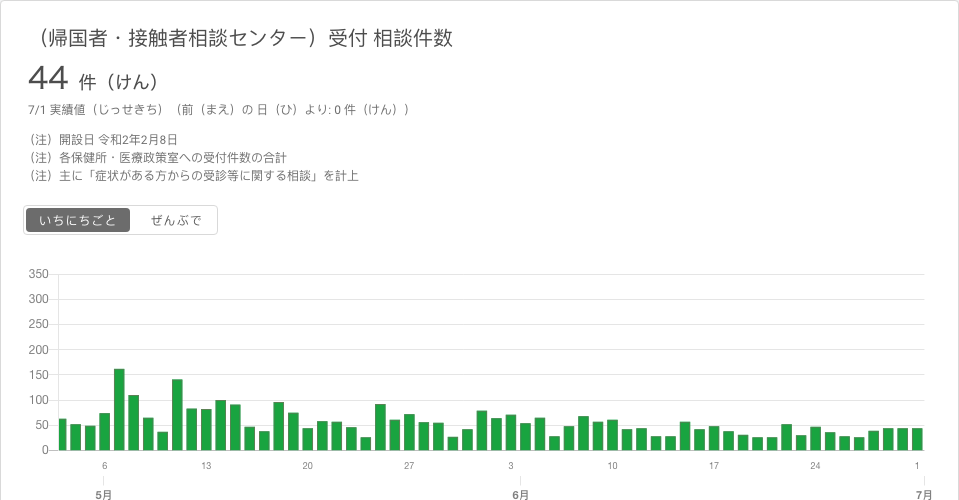 （帰国者・接触者相談センター）受付 相談件数
44 件（けん）
7/1 実績値（じっせきち）（前（まえ）の 日（ひ）より: 0 件（けん））
（注）開設日 令和2年2月8日
（注）各保健所・医療政策室への受付件数の合計
（注）主に「症状がある方からの受診等に関する相談」を計上
いちにちごと ぜんぶで
350
300
250
200
150
100
50
0
6 13 20 27 3 10 17 24 1
5月 6月 7月